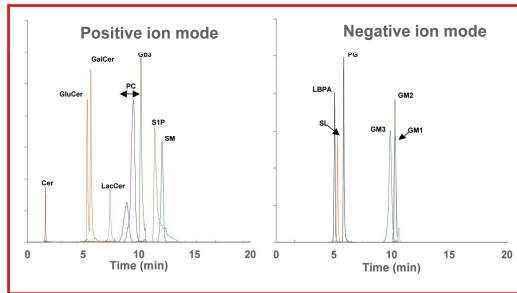 Positive ion mode
Negative ion mode
Gb3
PG
GalCer
PC
GluCer
LBPA
GM2
S1P
SL
SM
GM3
GM1
Cer
LacCer
0 5 10 15 20
0 5 10 15 20
Time (min)
Time (min)